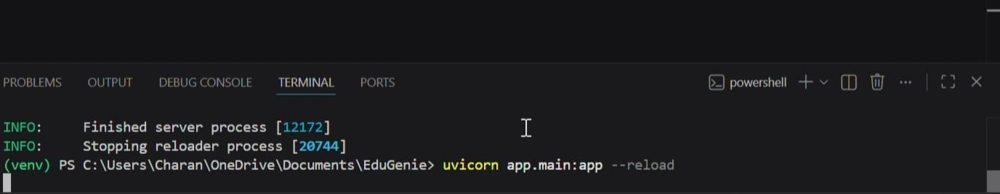 PROBLEMS OUTPUT DEBUG CONSOLE TERMINAL PORTS powershell
INFO: Finished server process [12172]
INFO: Stopping reloader process [20744]
(venv) PS C:\Users\Charan\OneDrive\Documents\EduGenie> uvicorn app.main:app --reload